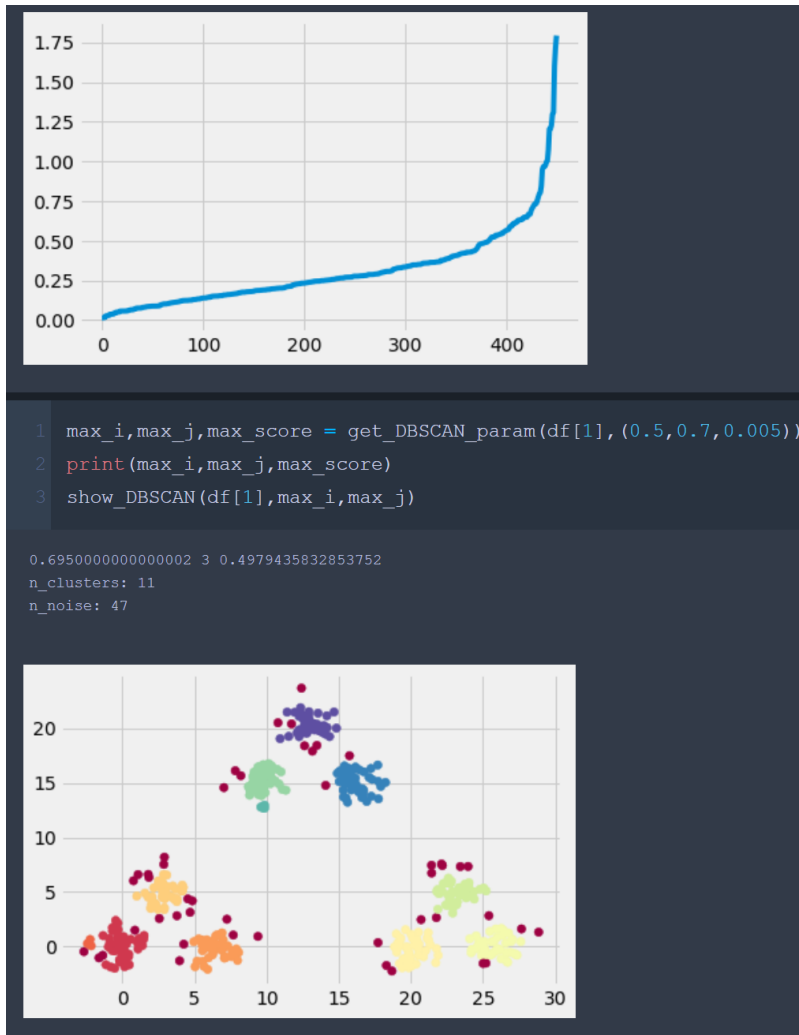 1.75
1.50
1.25
1.00
0.75
0.50
0.25
0.00
0 100 200 300 400
1 max_i,max_j,max_score = get_DBSCAN_param(df[1],(0.5,0.7,0.005))
2 print(max_i,max_j,max_score)
3 show_DBSCAN(df[1],max_i,max_j)
0.6950000000000002 3 0.4979435832853752
n_clusters: 11
n_noise: 47
20
15
10
5
0
0 5 10 15 20 25 30